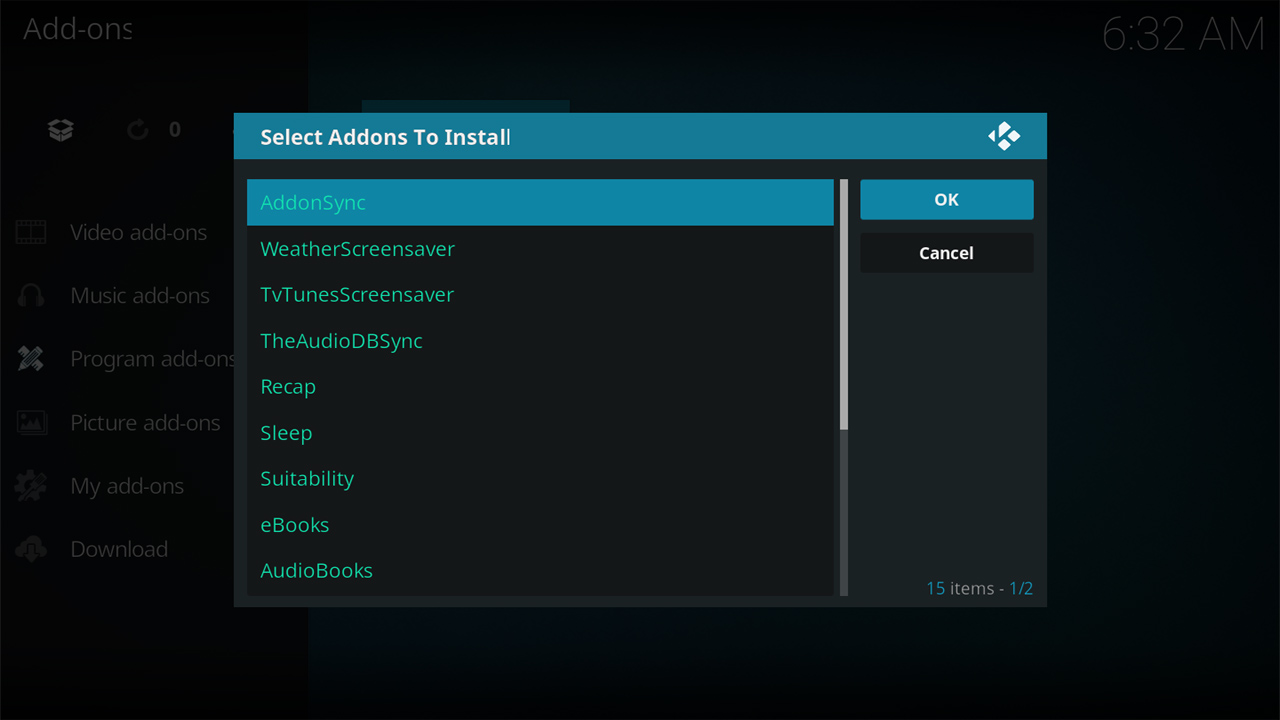 Add-ons
6:32 AM
0
Select Addons To Install
AddonSync
WeatherScreensaver
TvTunesScreensaver
TheAudioDBSync
Recap
Sleep
Suitability
eBooks
AudioBooks
OK
Cancel
15 items - 1/2
Video add-ons
Music add-ons
Program add-ons
Picture add-ons
My add-ons
Download